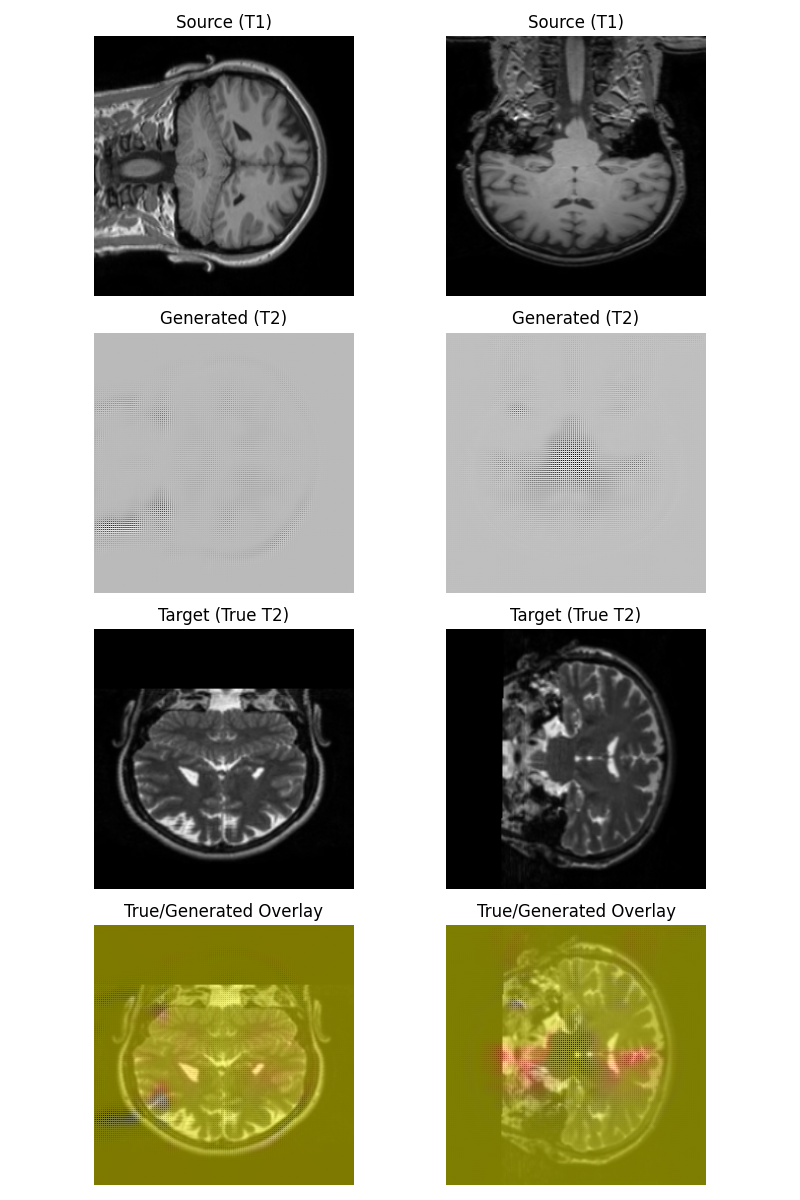 Source (T1)
Source (T1)
Generated (T2)
Generated (T2)
Target (True T2)
Target (True T2)
True/Generated Overlay
True/Generated Overlay